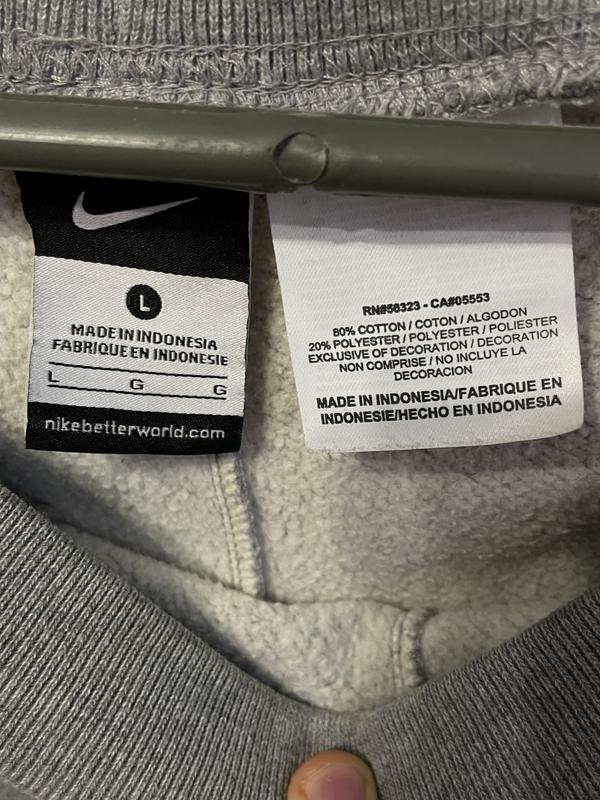 L
MADE IN INDONESIA
FABRIQUE EN INDONESIE
L G G
nikebetterworld.com
RN#56323 - CA#05553
80% COTTON / COTON / ALGODON
20% POLYESTER / POLYESTER / POLIESTER
EXCLUSIVE OF DECORATION / DECORATION
NON COMPRISE / NO INCLUYE LA
DECORACION
MADE IN INDONESIA/FABRIQUE EN
INDONESIE/HECHO EN INDONESIA